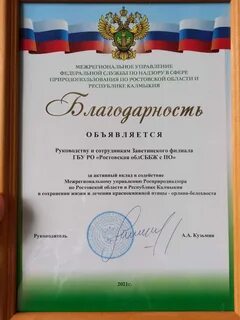 МЕЖРЕГИОНАЛЬНОЕ УПРАВЛЕНИЕ
ФЕДЕРАЛЬНОЙ СЛУЖБЫ ПО НАДЗОРУ В СФЕРЕ
ПРИРОДОПОЛЬЗОВАНИЯ ПО РОСТОВСКОЙ ОБЛАСТИ И
РЕСПУБЛИКЕ КАЛМЫКИЯ
Благодарность
ОБЪЯВЛЯЕТСЯ
Руководству и сотрудникам Заветинского филиала
ГБУ РО «Ростовская облСББЖ с ПО»
за активный вклад и содействие
Межрегиональному управлению Росприроднадзора
по Ростовской области и Республике Калмыкия
в сохранении жизни и лечении краснокнижной птицы - орлана-белохвоста
Руководитель
А.А. Кузьмин
2021г.